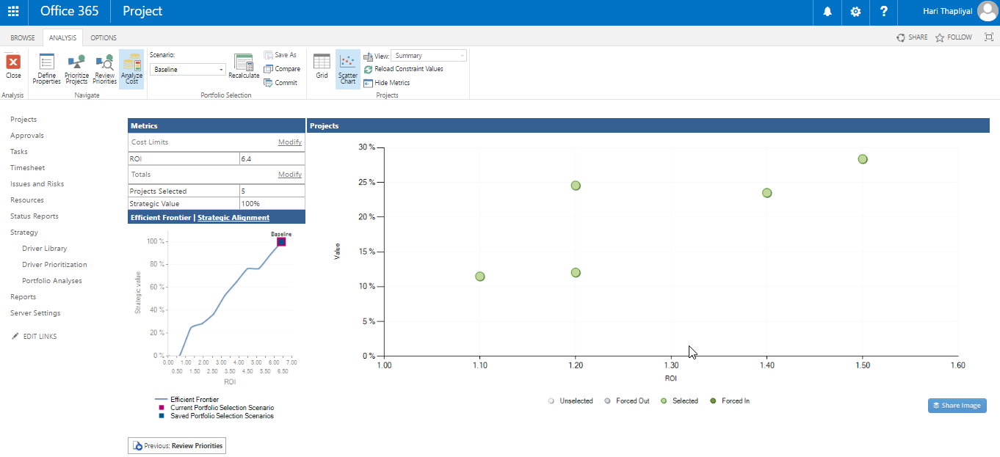 Office 365
Project
Hari Thapliyal
BROWSE
ANALYSIS
OPTIONS
SHARE
FOLLOW
Close
Define Properties
Prioritize Projects
Review Priorities
Analyze Cost
Scenario:
Baseline
Recalculate
Save As
Compare
Commit
Grid
Scatter Chart
View: Summary
Reload Constraint Values
Hide Metrics
Analysis
Navigate
Portfolio Selection
Projects
Projects
Approvals
Tasks
Timesheet
Issues and Risks
Resources
Status Reports
Strategy
Driver Library
Driver Prioritization
Portfolio Analyses
Reports
Server Settings
EDIT LINKS
Metrics
Cost Limits Modify
ROI 6.4
Totals Modify
Projects Selected 5
Strategic Value 100%
Efficient Frontier | Strategic Alignment
Baseline
100 %
80 %
60 %
40 %
20 %
0 %
Strategic value
0.00 1.00 2.00 3.00 4.00 5.00 6.00 7.00
0.50 1.50 2.50 3.50 4.50 5.50 6.50
ROI
Efficient Frontier
Current Portfolio Selection Scenario
Saved Portfolio Selection Scenarios
Previous: Review Priorities
Projects
30 %
25 %
20 %
15 %
10 %
5 %
0 %
Value
1.00 1.10 1.20 1.30 1.40 1.50 1.60
ROI
Unselected Forced Out Selected Forced In
Share Image